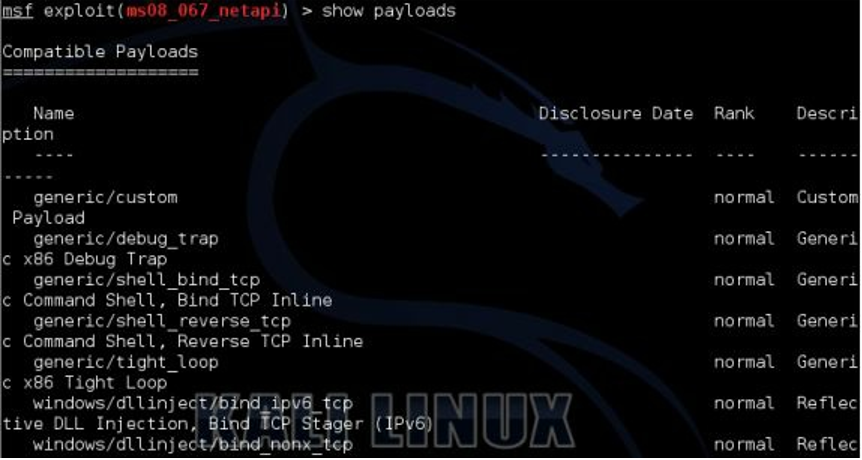 msf exploit(ms08_067_netapi) > show payloads
Compatible Payloads
===================
Name Disclosure Date Rank Descri
ption
---- --------------- ---- ------
-----
generic/custom normal Custom
Payload
generic/debug_trap normal Generi
c x86 Debug Trap
generic/shell_bind_tcp normal Generi
c Command Shell, Bind TCP Inline
generic/shell_reverse_tcp normal Generi
c Command Shell, Reverse TCP Inline
generic/tight_loop normal Generi
c x86 Tight Loop
windows/dllinject/bind_ipv6_tcp normal Reflec
tive DLL Injection, Bind TCP Stager (IPv6)
windows/dllinject/bind_nonx_tcp normal Reflec
KALI LINUX